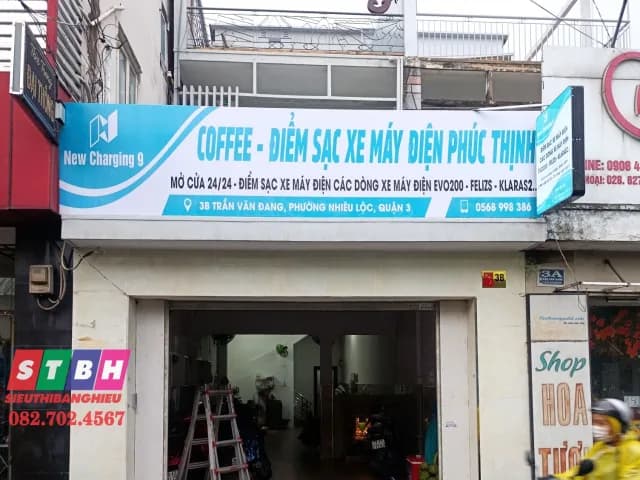 New Charging 9
COFFEE - ĐIỂM SẠC XE MÁY ĐIỆN PHÚC THỊNH
MỞ CỬA 24/24 - ĐIỂM SẠC XE MÁY ĐIỆN CÁC DÒNG XE MÁY ĐIỆN EVO200 - FELIZS - KLARAS2...
3B TRẦN VĂN ĐANG, PHƯỜNG NHIÊU LỘC, QUẬN 3
0568 998 386
3B
3A
Shop
HOA
TƯƠI
STBH
SIEUTHIBANGHIEU
082.702.4567